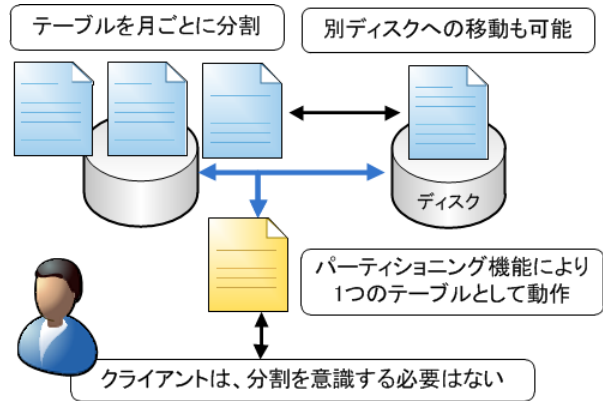 テーブルを月ごとに分割
別ディスクへの移動も可能
ディスク
パーティショニング機能により
1つのテーブルとして動作
クライアントは、分割を意識する必要はない